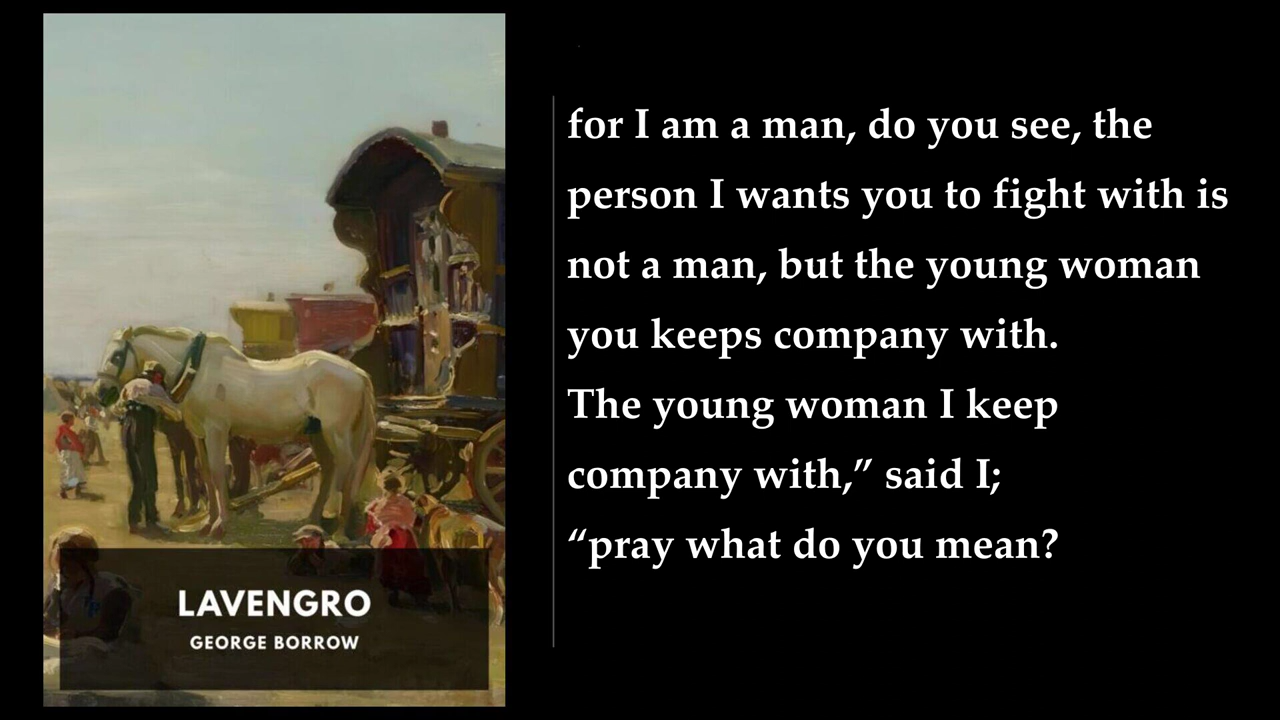 LAVENGRO
GEORGE BORROW
for I am a man, do you see, the
person I wants you to fight with is
not a man, but the young woman
you keeps company with.
The young woman I keep
company with,” said I;
“pray what do you mean?